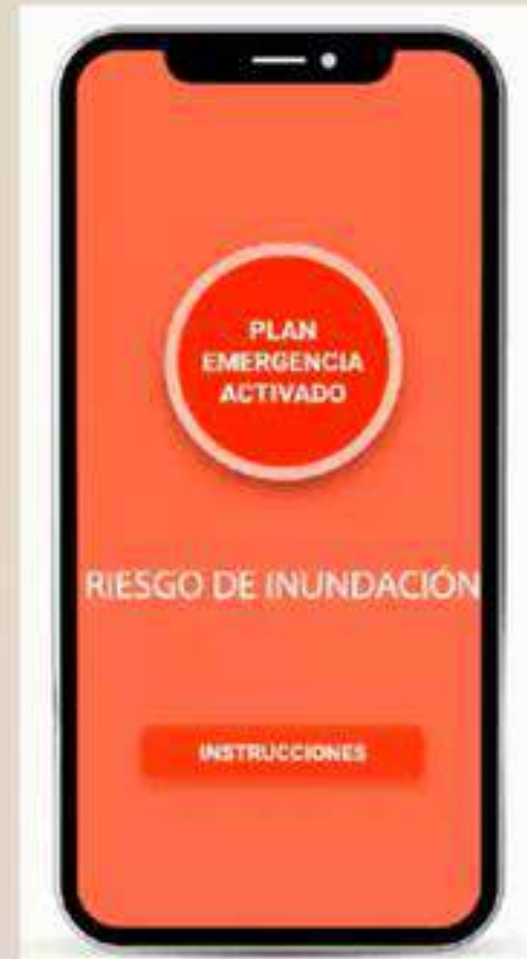 PLAN
EMERGENCIA
ACTIVADO
RIESGO DE INUNDACIÓN
INSTRUCCIONES